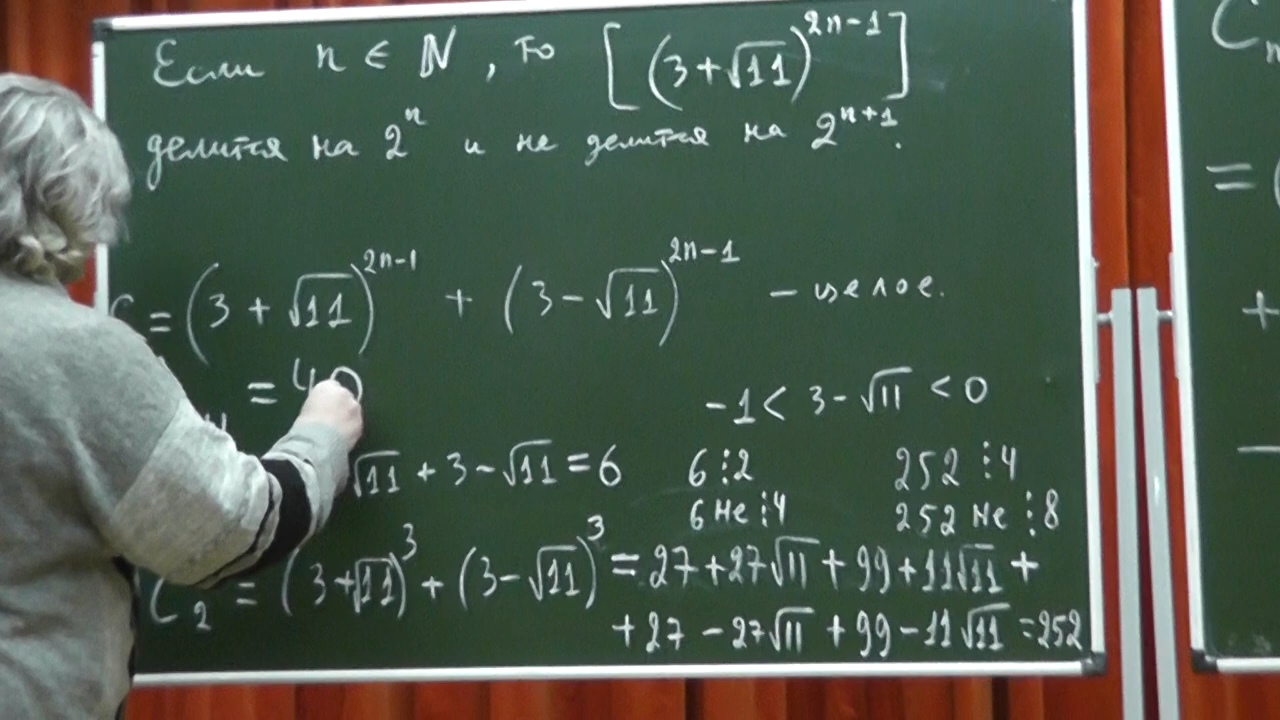 Если n ∈ ℕ, то [(3+√11)^{2n-1}]
делится на 2^n и не делится на 2^{n+1}.
= (3 + √11)^{2n-1} + (3 - √11)^{2n-1} - целое.
= 40
-1 < 3 - √11 < 0
√11 + 3 - √11 = 6
6 ⋮ 2
252 ⋮ 4
6 не ⋮ 4
252 не ⋮ 8
C_2 = (3+√11)^3 + (3-√11)^3 = 27 + 27√11 + 99 + 11√11 +
+ 27 - 27√11 + 99 - 11√11 = 252
C_n
= (
+
-